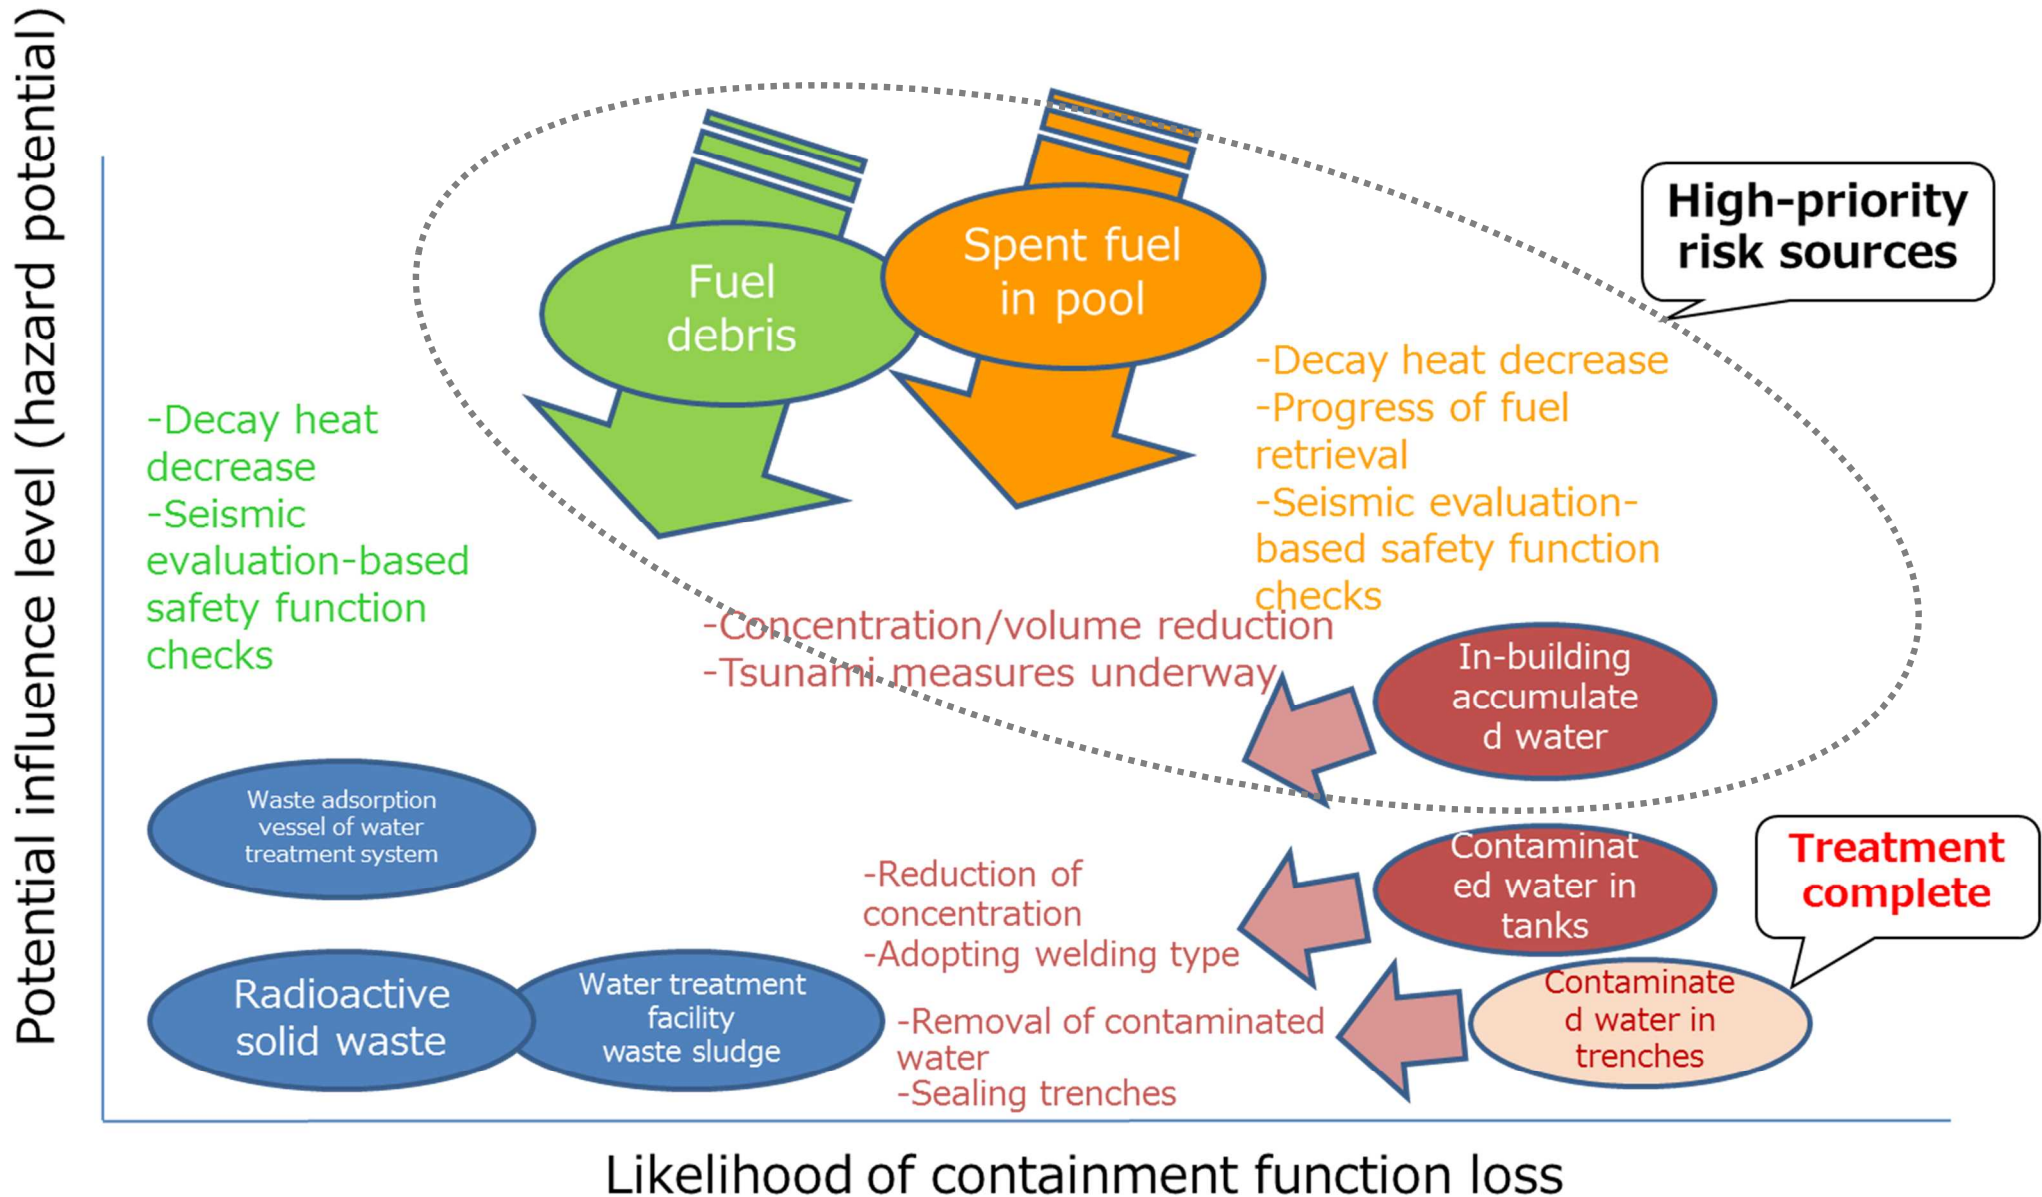 Potential influence level (hazard potential)
High-priority
risk sources
Spent fuel
in pool
Fuel
debris
-Decay heat decrease
-Progress of fuel
retrieval
-Seismic evaluation-
based safety function
checks
-Decay heat
decrease
-Seismic
evaluation-based
safety function
checks
-Concentration/volume reduction
-Tsunami measures underway
In-building
accumulate
d water
Waste adsorption
vessel of water
treatment system
-Reduction of
concentration
-Adopting welding type
Contaminat
ed water in
tanks
Treatment
complete
Radioactive
solid waste
Water treatment
facility
waste sludge
-Removal of contaminated
water
-Sealing trenches
Contaminate
d water in
trenches
Likelihood of containment function loss